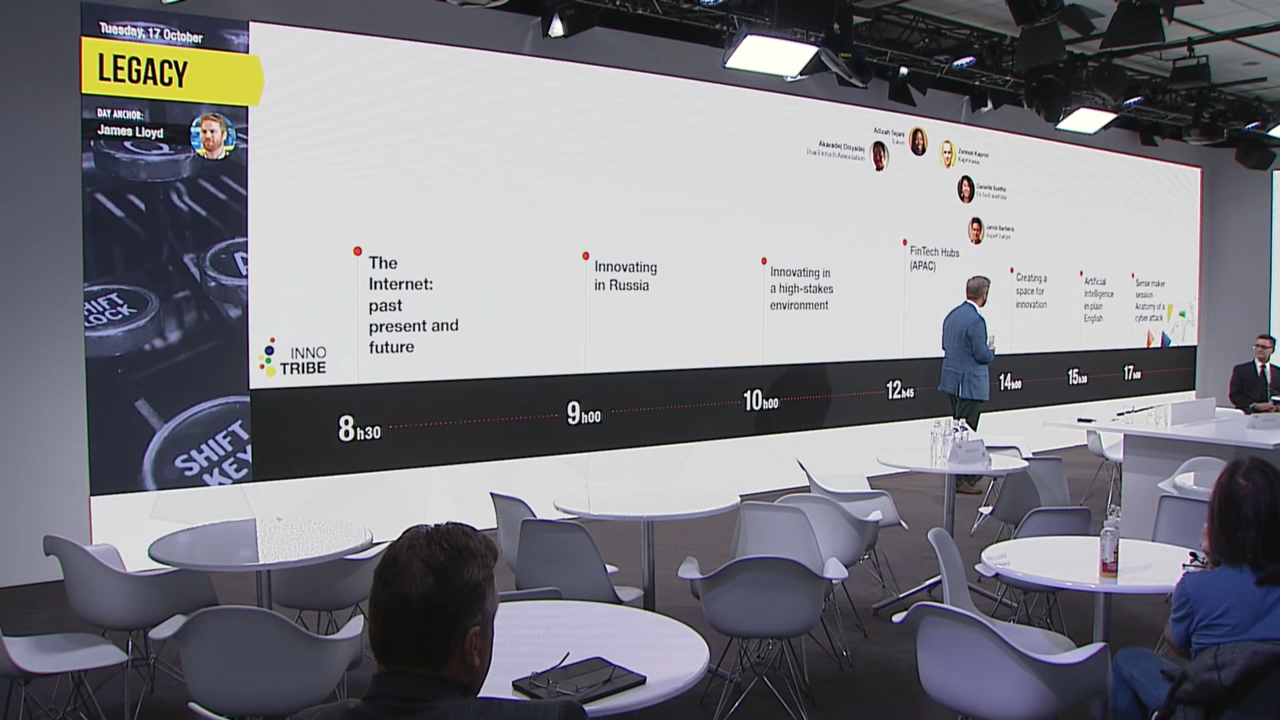 Tuesday, 17 October
LEGACY
DAY ANCHOR:
James Lloyd
SHIFT
LOCK
SHIFT
KEY
INNO
TRIBE
The
Internet:
past
present and
future
Innovating
in Russia
Innovating in
a high-stakes
environment
FinTech Hubs
(APAC)
Creating a
space for
innovation
Artificial
Intelligence
in plain
English
Sense maker
session -
Anatomy of a
cyber attack
8h30
9h00
10h00
12h45
14h00
15h30
17h00